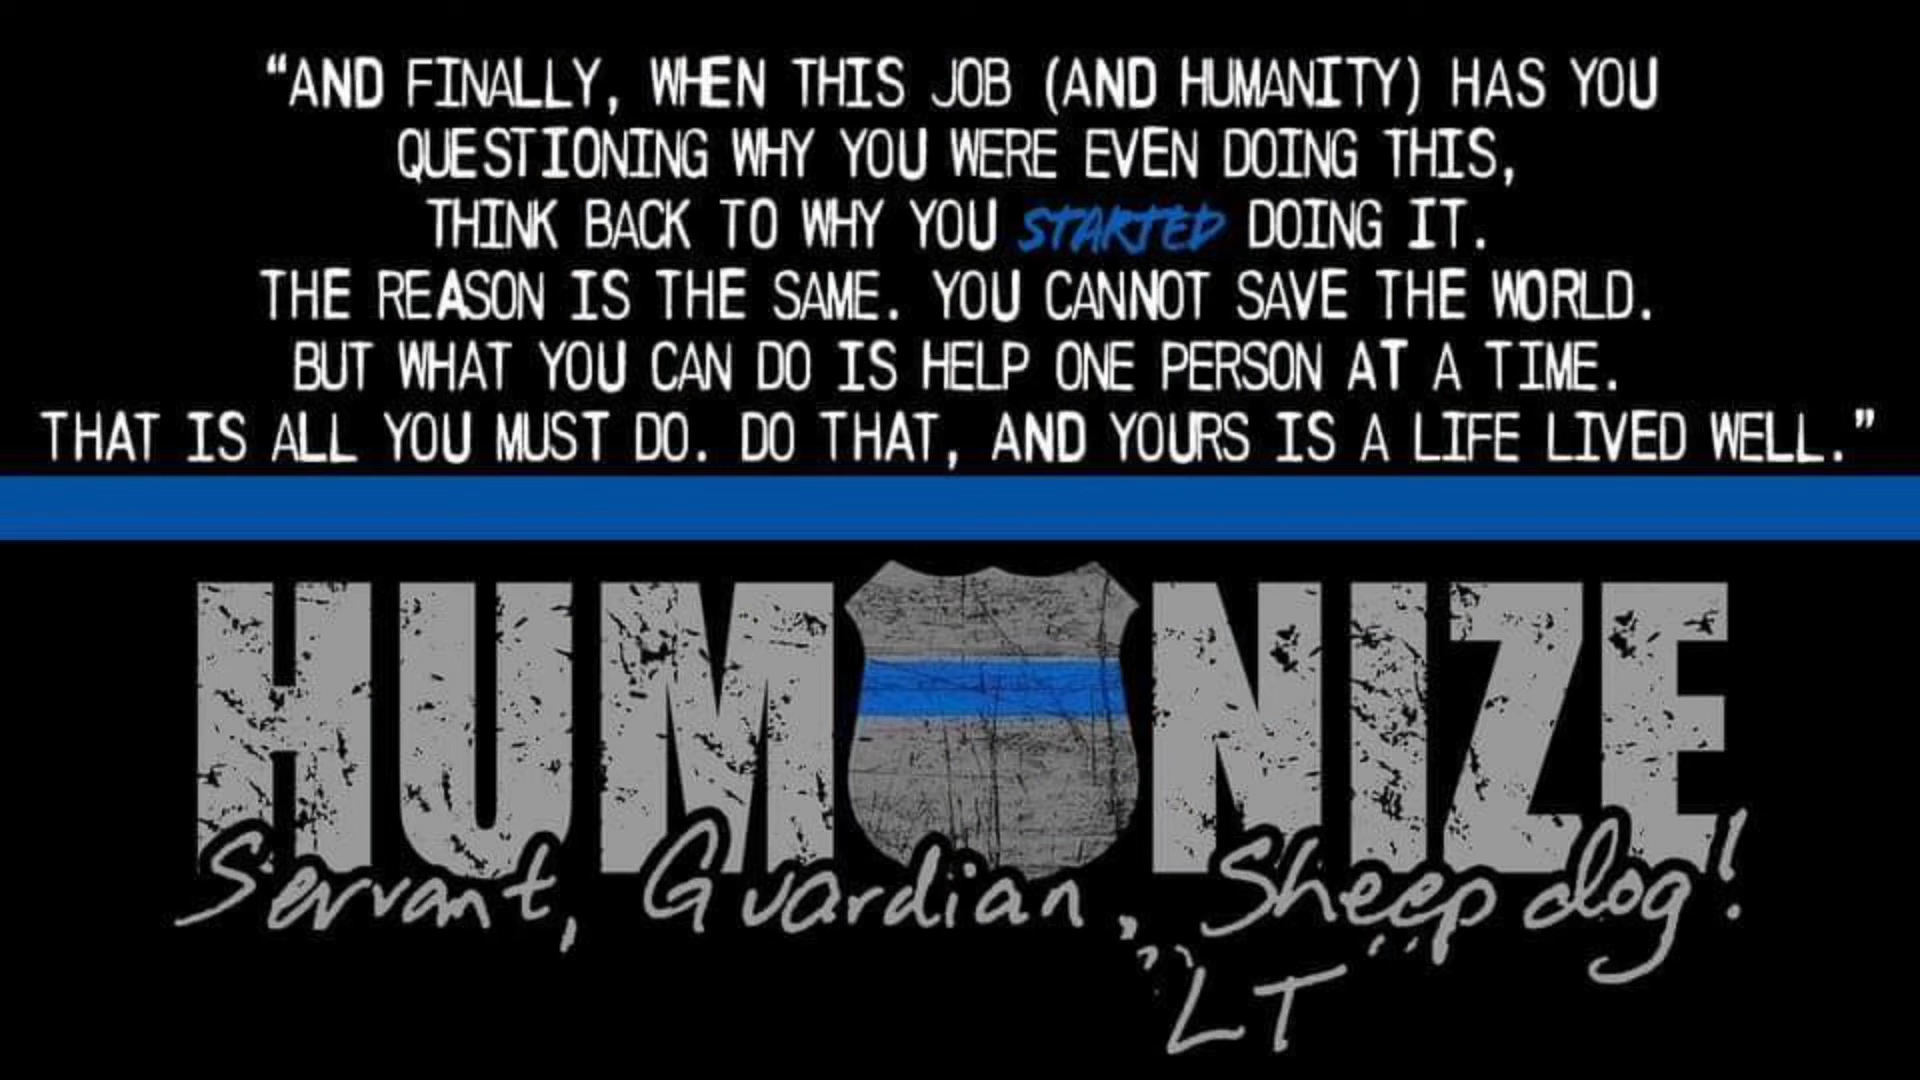 “AND FINALLY, WHEN THIS JOB (AND HUMANITY) HAS YOU
QUESTIONING WHY YOU WERE EVEN DOING THIS,
THINK BACK TO WHY YOU STARTED DOING IT.
THE REASON IS THE SAME. YOU CANNOT SAVE THE WORLD.
BUT WHAT YOU CAN DO IS HELP ONE PERSON AT A TIME.
THAT IS ALL YOU MUST DO. DO THAT, AND YOURS IS A LIFE LIVED WELL.”
HUMANIZE
Servant, Guardian, Sheepdog!
"LT"